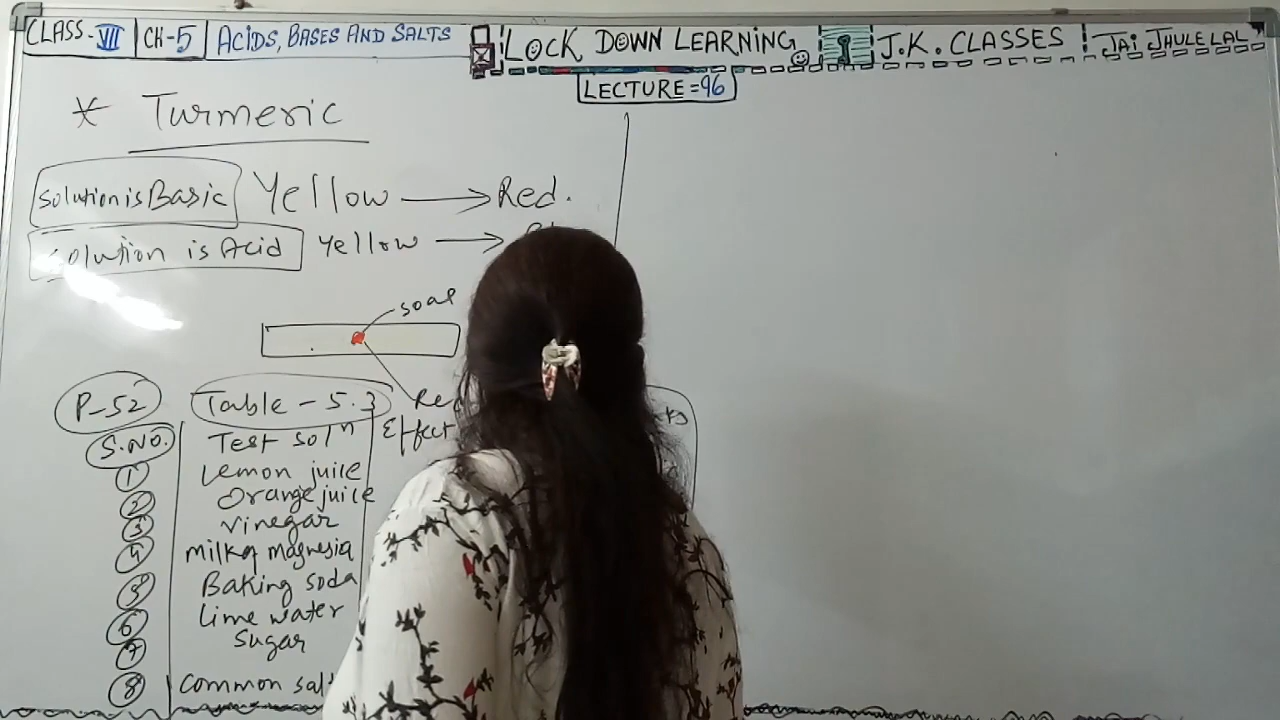 CLASS-VII CH-5 ACIDS, BASES AND SALTS LOCK DOWN LEARNING J.K. CLASSES JAI JHULELAL
LECTURE=96
* Turmeric
Solution is Basic Yellow → Red.
Solution is Acid Yellow →
soap
P-52 Table-5.3 Red
S.NO. Test solⁿ Effect
1 Lemon juice
2 Orange juice
3 Vinegar
4 milk of magnesia
5 Baking soda
6 Lime water
7 Sugar
8 Common salt